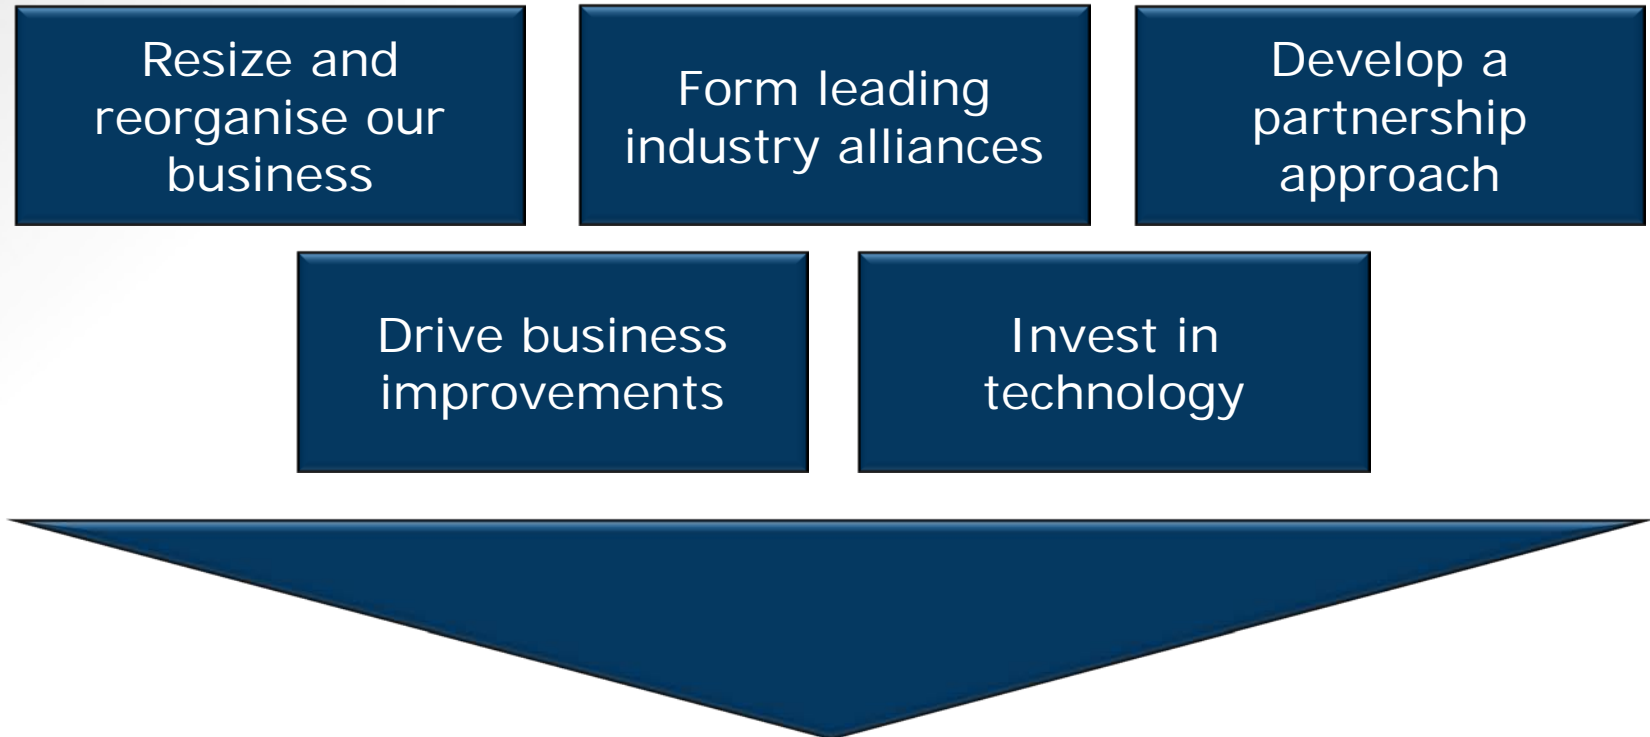 Resize and
reorganise our
business
Form leading
industry alliances
Develop a
partnership
approach
Drive business
improvements
Invest in
technology